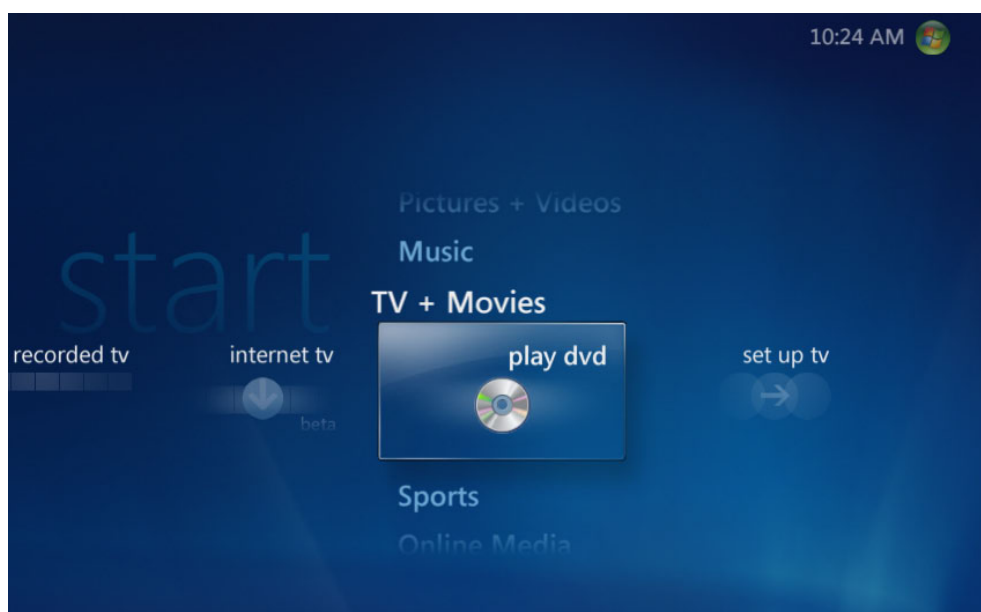 10:24 AM
Pictures + Videos
Music
start
TV + Movies
recorded tv
internet tv
beta
play dvd
set up tv
Sports
Online Media